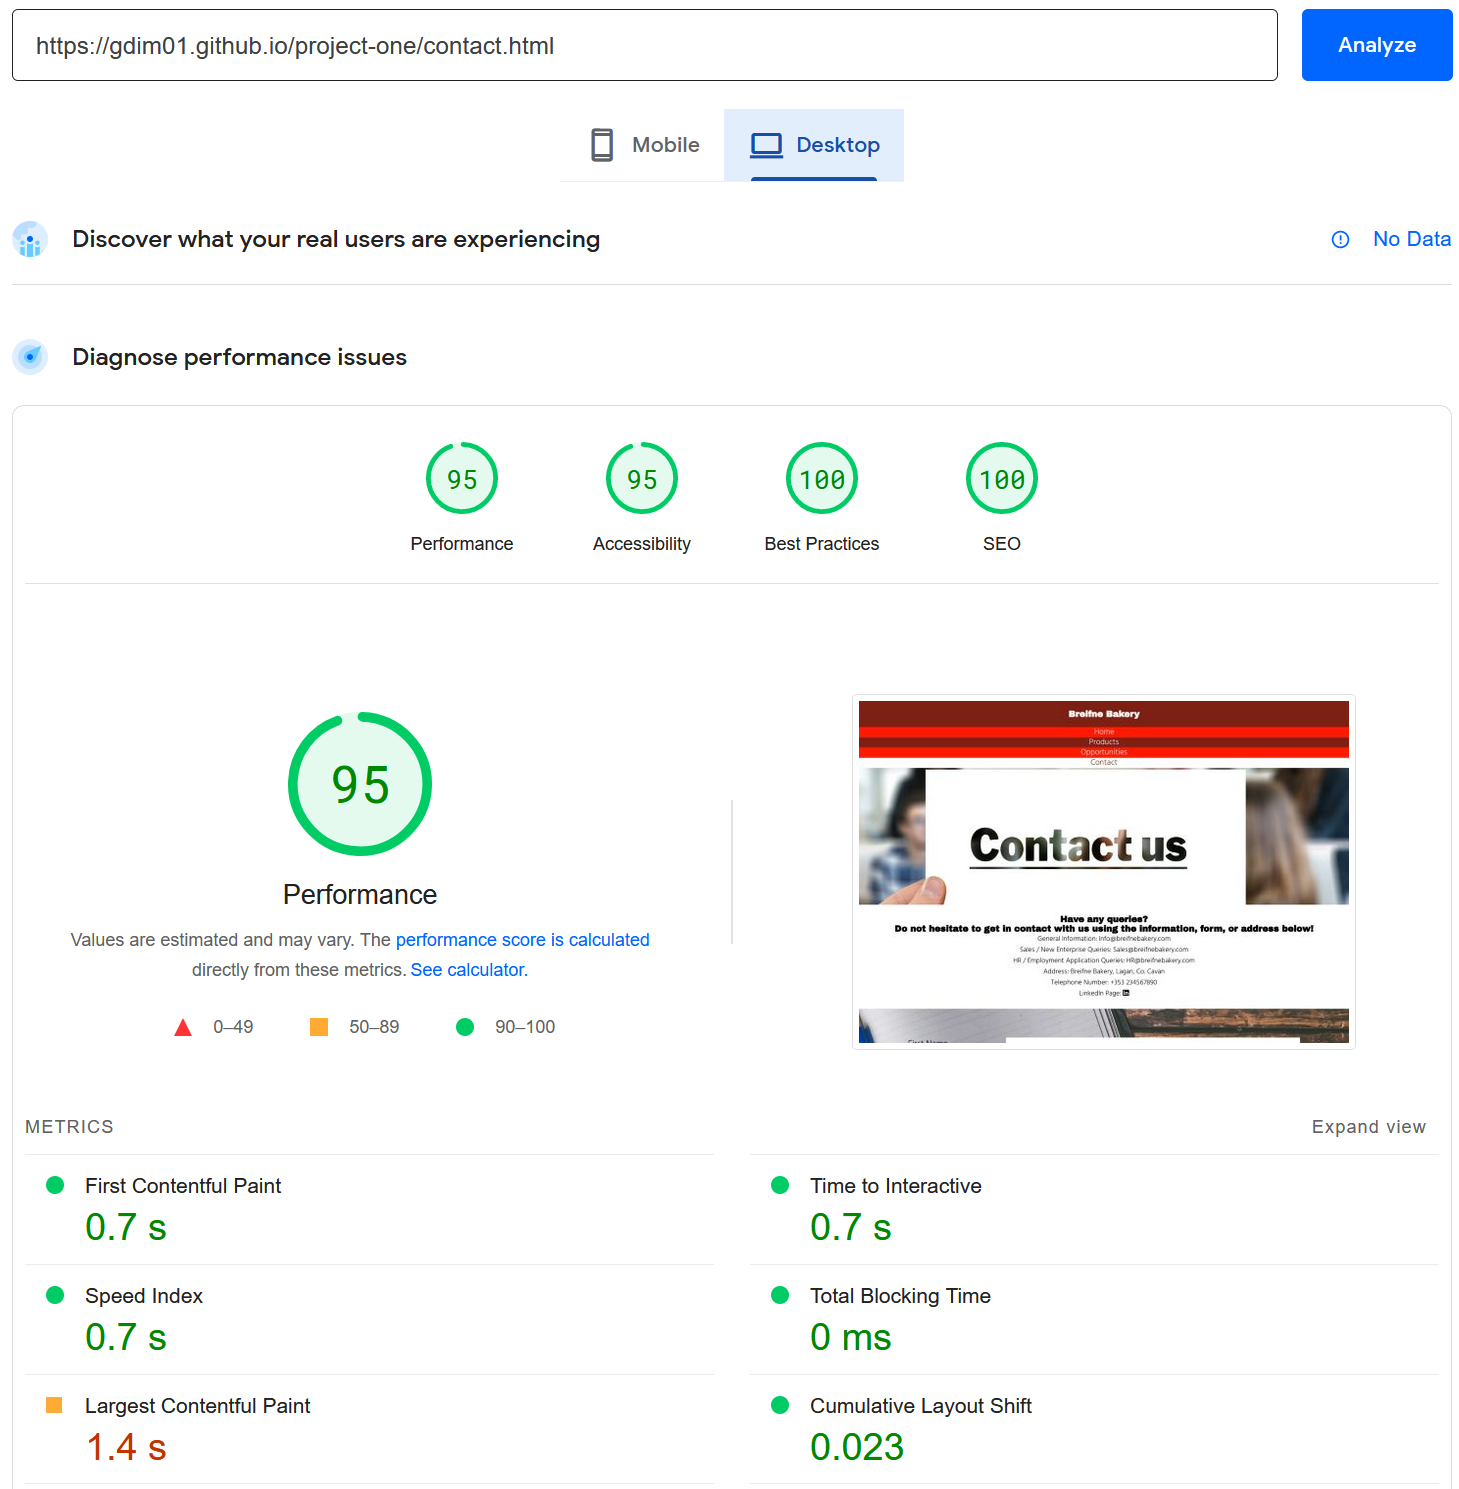 https://gdim01.github.io/project-one/contact.html
Analyze
Mobile
Desktop
Discover what your real users are experiencing
No Data
Diagnose performance issues
95
95
100
100
Performance
Accessibility
Best Practices
SEO
95
Performance
Values are estimated and may vary. The performance score is calculated
directly from these metrics. See calculator.
0–49
50–89
90–100
Breifne Bakery
Home
Products
Opportunities
Contact
Contact us
Have any queries?
Do not hesitate to get in contact with us using the information, form, or address below!
General Information: Info@breifnebakery.com
Sales / New Enterprise Queries: Sales@breifnebakery.com
HR / Employment Application Queries: HR@breifnebakery.com
Address: Breifne Bakery, Lagan, Co. Cavan
Telephone Number: +353 234567890
LinkedIn Page:
METRICS
Expand view
First Contentful Paint
0.7 s
Time to Interactive
0.7 s
Speed Index
0.7 s
Total Blocking Time
0 ms
Largest Contentful Paint
1.4 s
Cumulative Layout Shift
0.023